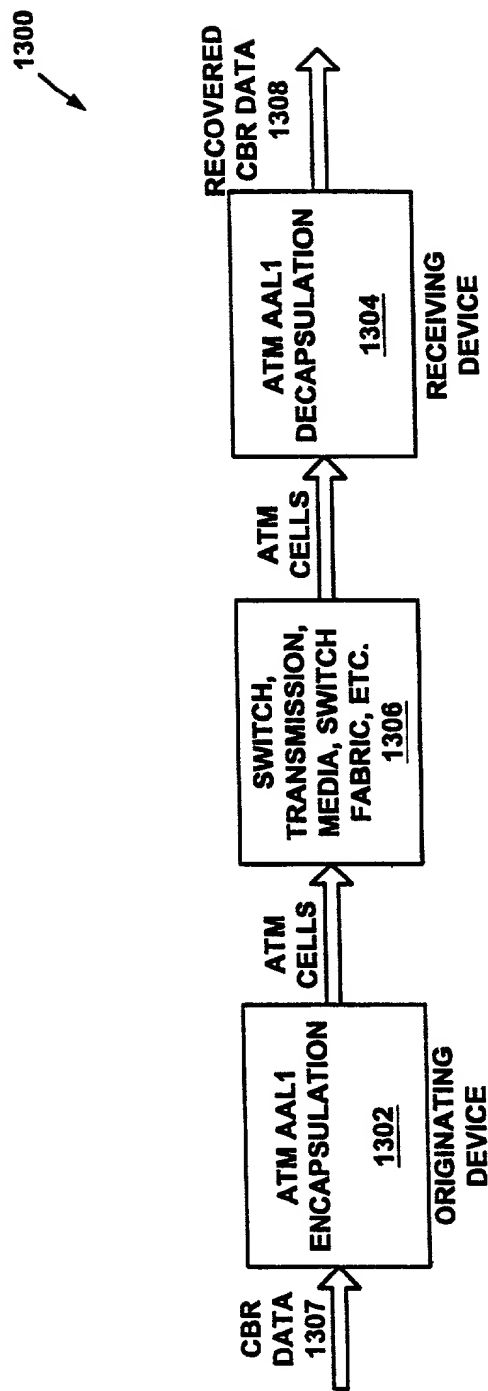 1300
CBR
DATA
1307
ATM AAL1
ENCAPSULATION
1302
ORIGINATING
DEVICE
ATM
CELLS
SWITCH,
TRANSMISSION,
MEDIA, SWITCH
FABRIC, ETC.
1306
ATM
CELLS
ATM AAL1
DECAPSULATION
1304
RECEIVING
DEVICE
RECOVERED
CBR DATA
1308